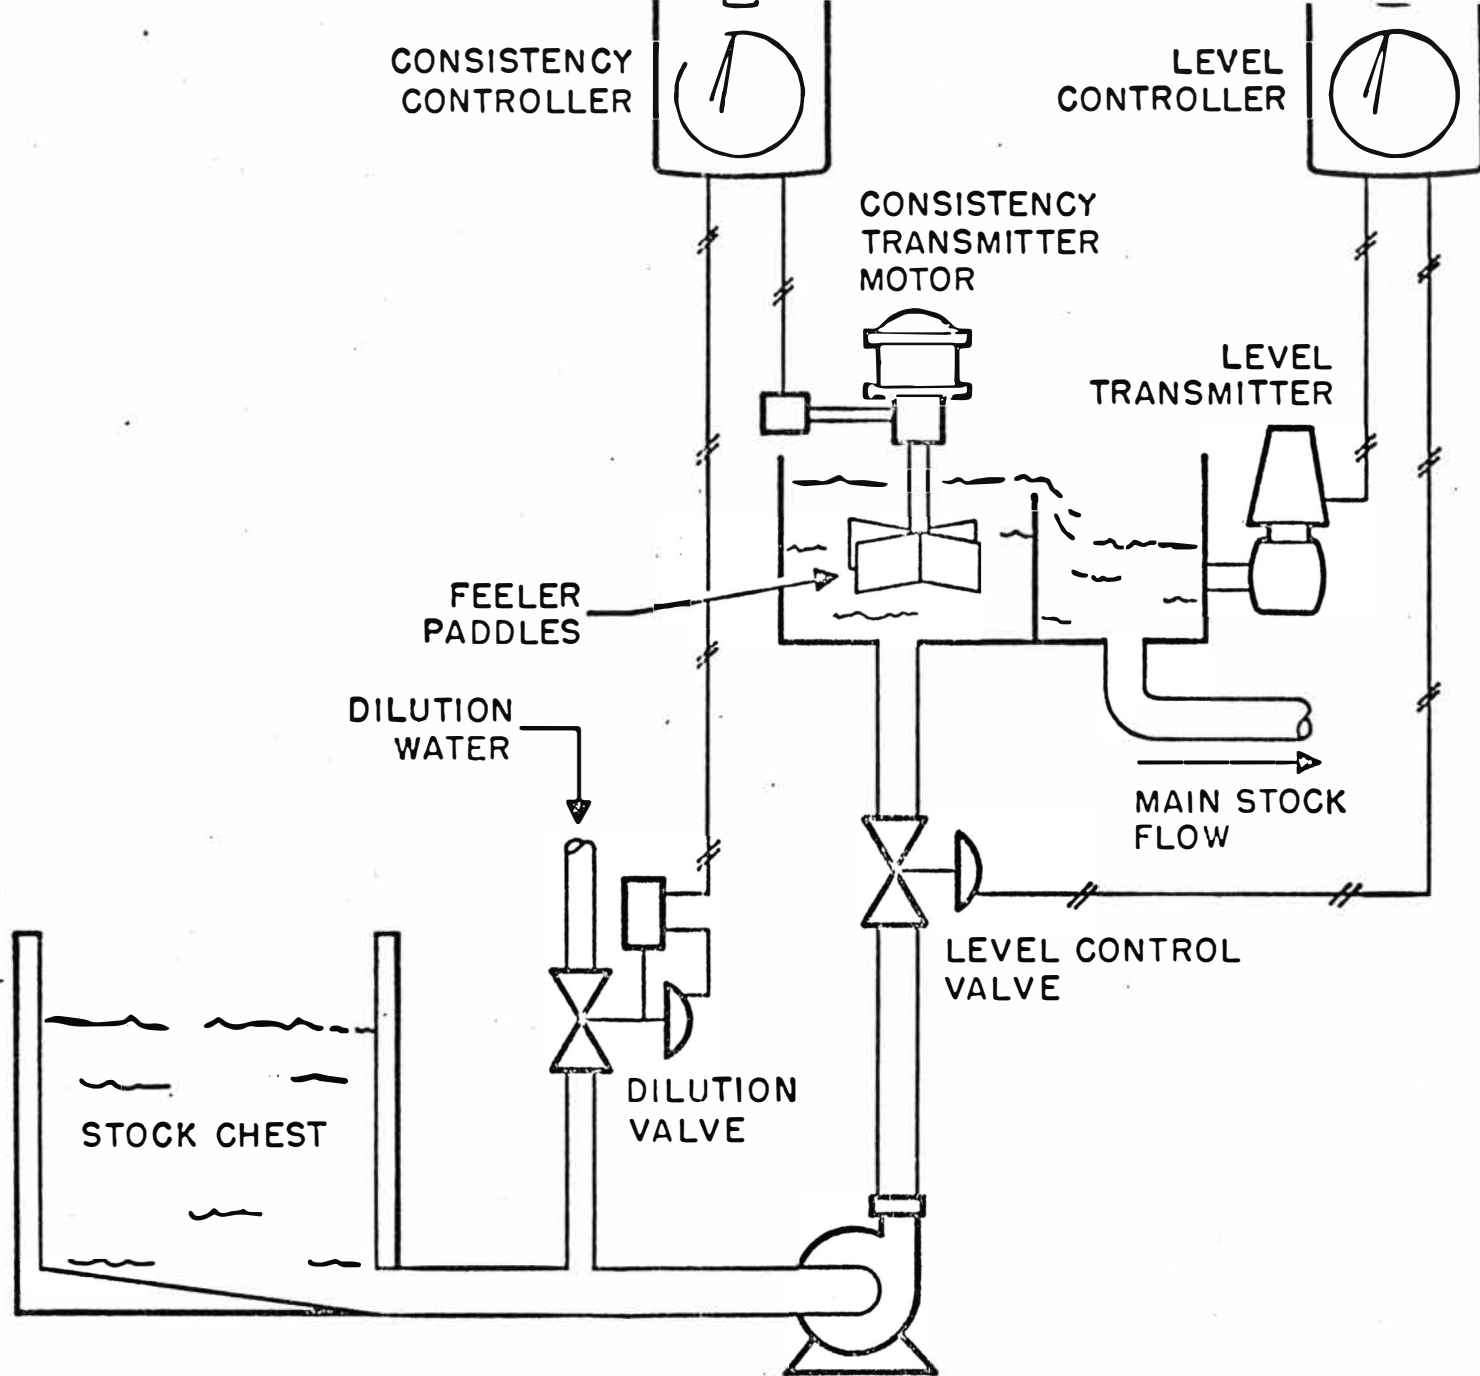 CONSISTENCY
CONTROLLER
LEVEL
CONTROLLER
CONSISTENCY
TRANSMITTER
MOTOR
LEVEL
TRANSMITTER
FEELER
PADDLES
DILUTION
WATER
MAIN STOCK
FLOW
LEVEL CONTROL
VALVE
DILUTION
VALVE
STOCK CHEST